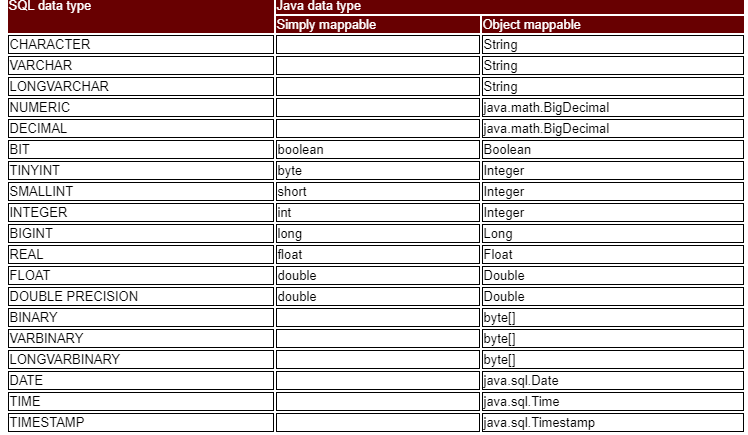 SQL data type Java data type
Simply mappable Object mappable
CHARACTER String
VARCHAR String
LONGVARCHAR String
NUMERIC java.math.BigDecimal
DECIMAL java.math.BigDecimal
BIT boolean Boolean
TINYINT byte Integer
SMALLINT short Integer
INTEGER int Integer
BIGINT long Long
REAL float Float
FLOAT double Double
DOUBLE PRECISION double Double
BINARY byte[]
VARBINARY byte[]
LONGVARBINARY byte[]
DATE java.sql.Date
TIME java.sql.Time
TIMESTAMP java.sql.Timestamp